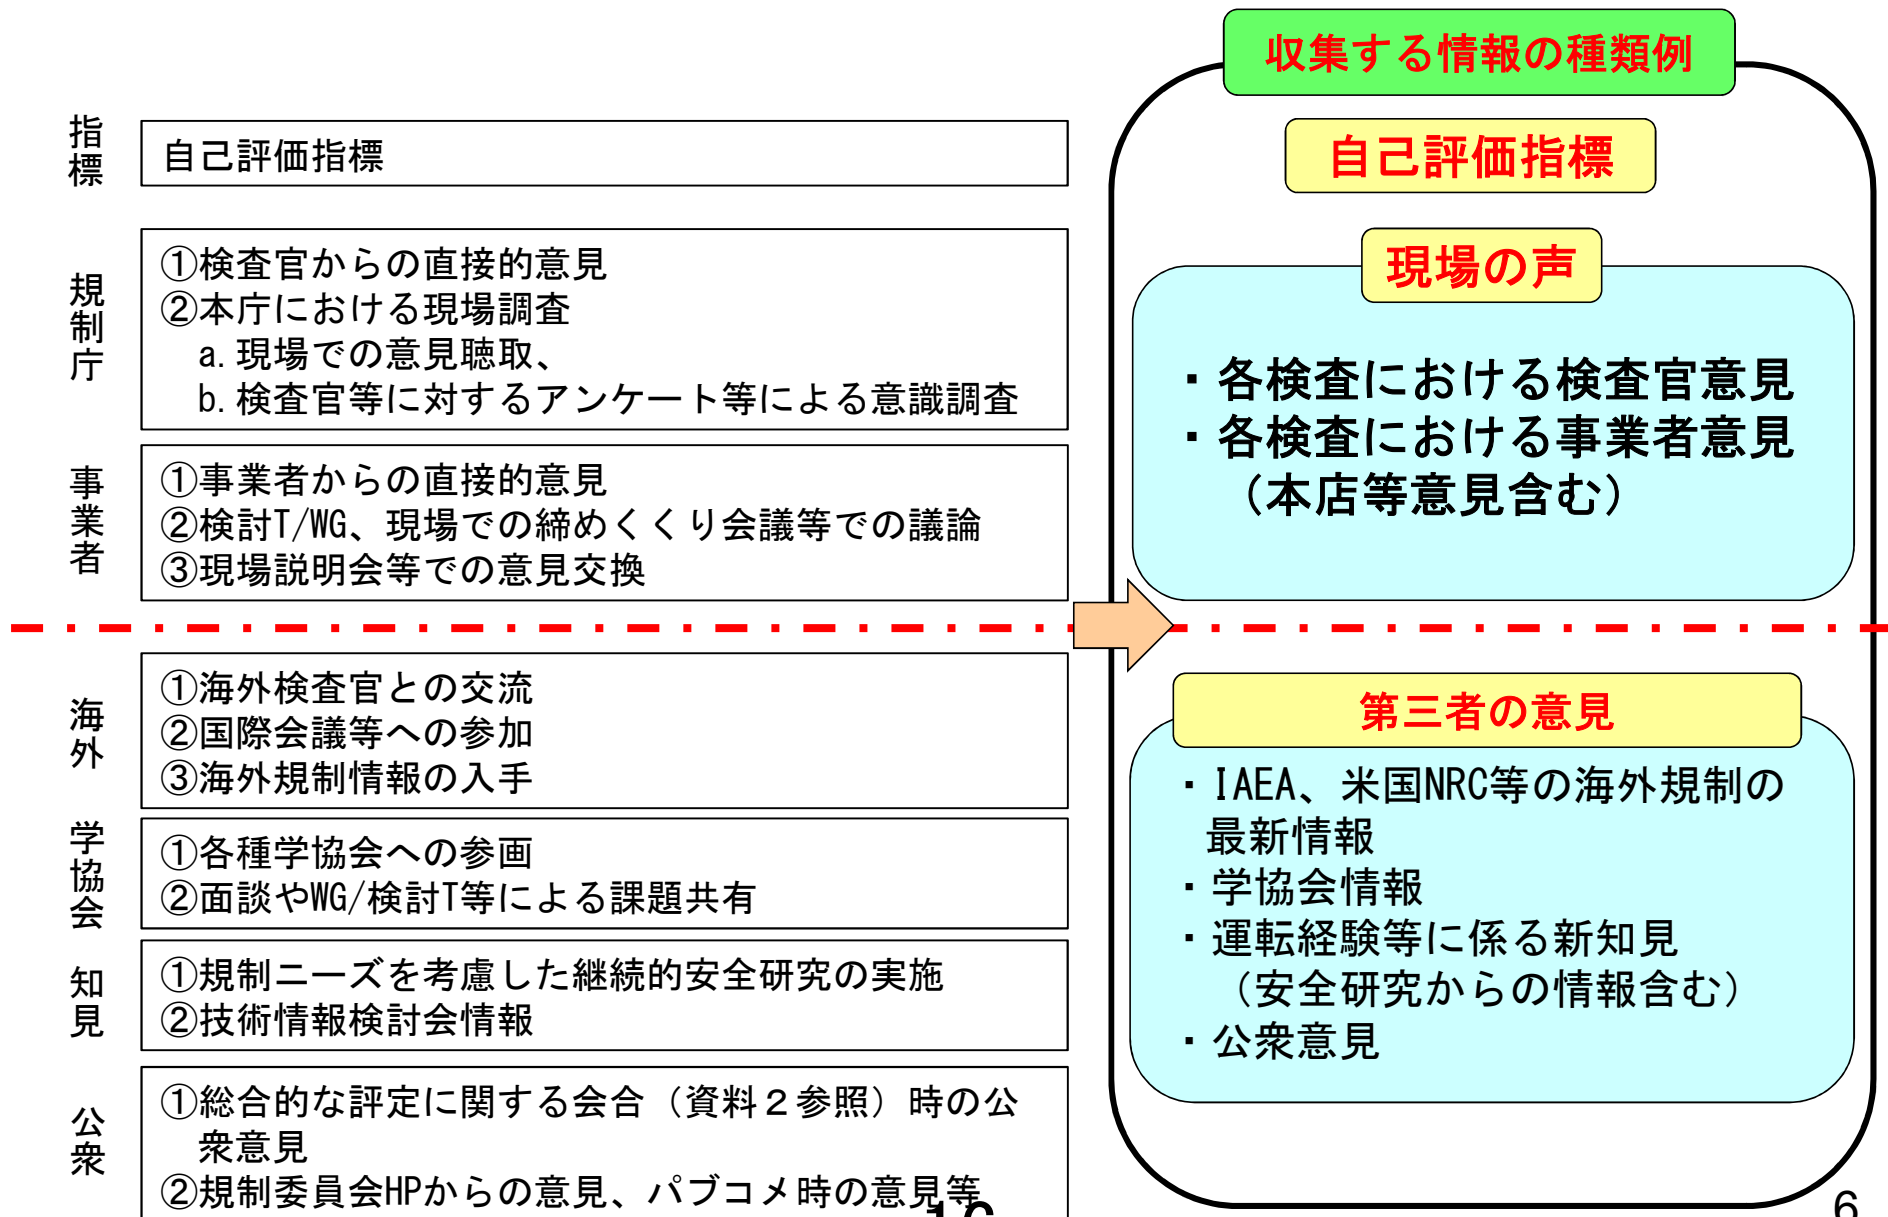 指標
自己評価指標
規制庁
①検査官からの直接的意見
②本庁における現場調査
a.現場での意見聴取、
b.検査官等に対するアンケート等による意識調査
事業者
①事業者からの直接的意見
②検討T/WG、現場での締めくくり会議等での議論
③現場説明会等での意見交換
海外
①海外検査官との交流
②国際会議等への参加
③海外規制情報の入手
学協会
①各種学協会への参画
②面談やWG/検討T等による課題共有
知見
①規制ニーズを考慮した継続的安全研究の実施
②技術情報検討会情報
公衆
①総合的な評定に関する会合（資料２参照）時の公
衆意見
②規制委員会HPからの意見、パブコメ時の意見等
収集する情報の種類例
自己評価指標
現場の声
・各検査における検査官意見
・各検査における事業者意見
（本店等意見含む）
第三者の意見
・IAEA、米国NRC等の海外規制の
最新情報
・学協会情報
・運転経験等に係る新知見
（安全研究からの情報含む）
・公衆意見
6